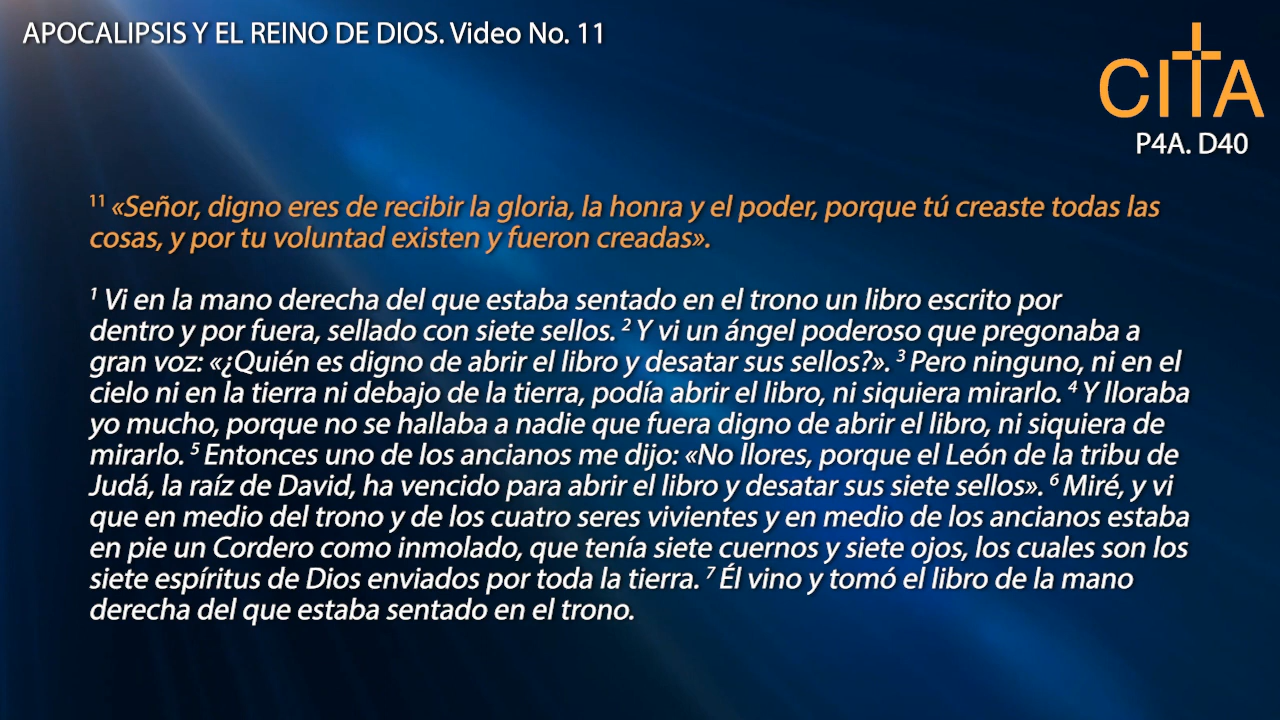 APOCALIPSIS Y EL REINO DE DIOS. Video No. 11
CITA
P4A. D40
¹¹ «Señor, digno eres de recibir la gloria, la honra y el poder, porque tú creaste todas las
cosas, y por tu voluntad existen y fueron creadas».
¹ Vi en la mano derecha del que estaba sentado en el trono un libro escrito por
dentro y por fuera, sellado con siete sellos. ² Y vi un ángel poderoso que pregonaba a
gran voz: «¿Quién es digno de abrir el libro y desatar sus sellos?». ³ Pero ninguno, ni en el
cielo ni en la tierra ni debajo de la tierra, podía abrir el libro, ni siquiera mirarlo. ⁴ Y lloraba
yo mucho, porque no se hallaba a nadie que fuera digno de abrir el libro, ni siquiera de
mirarlo. ⁵ Entonces uno de los ancianos me dijo: «No llores, porque el León de la tribu de
Judá, la raíz de David, ha vencido para abrir el libro y desatar sus siete sellos». ⁶ Miré, y vi
que en medio del trono y de los cuatro seres vivientes y en medio de los ancianos estaba
en pie un Cordero como inmolado, que tenía siete cuernos y siete ojos, los cuales son los
siete espíritus de Dios enviados por toda la tierra. ⁷ Él vino y tomó el libro de la mano
derecha del que estaba sentado en el trono.